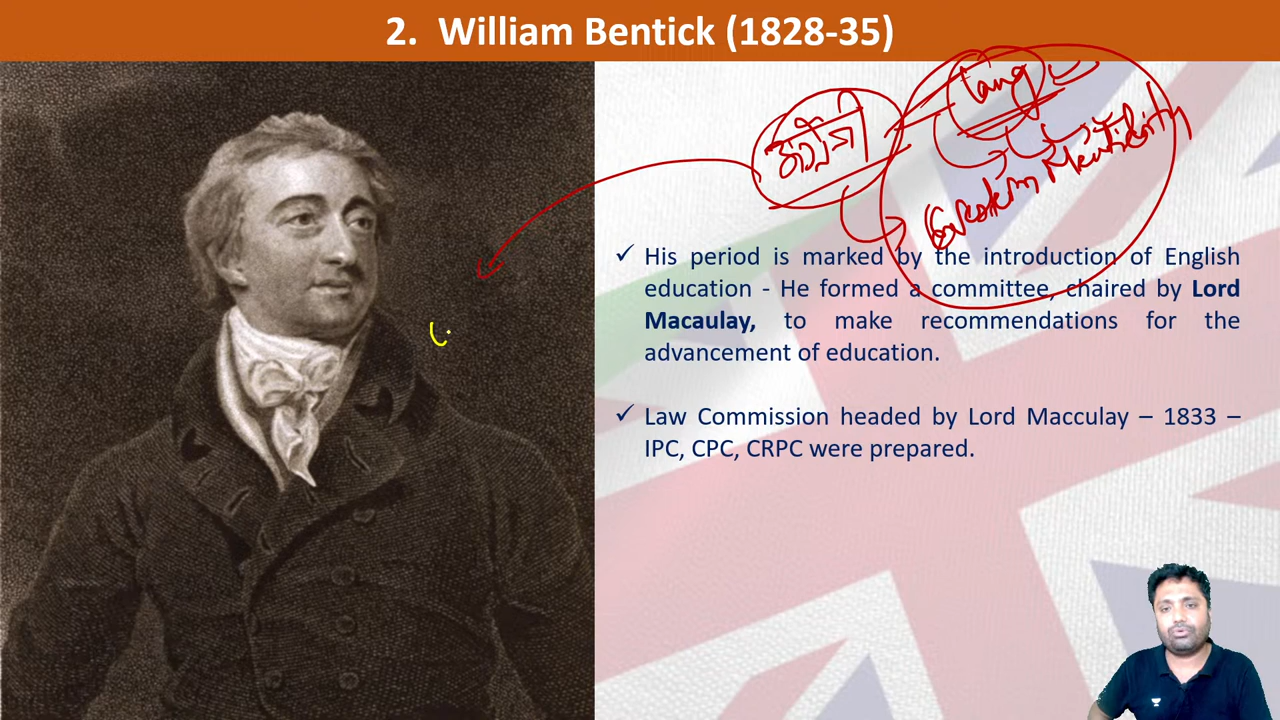 2. William Bentick (1828-35)
Lang
His period is marked by the introduction of English
education - He formed a committee, chaired by Lord
Macaulay, to make recommendations for the
advancement of education.
Law Commission headed by Lord Macculay – 1833 –
IPC, CPC, CRPC were prepared.